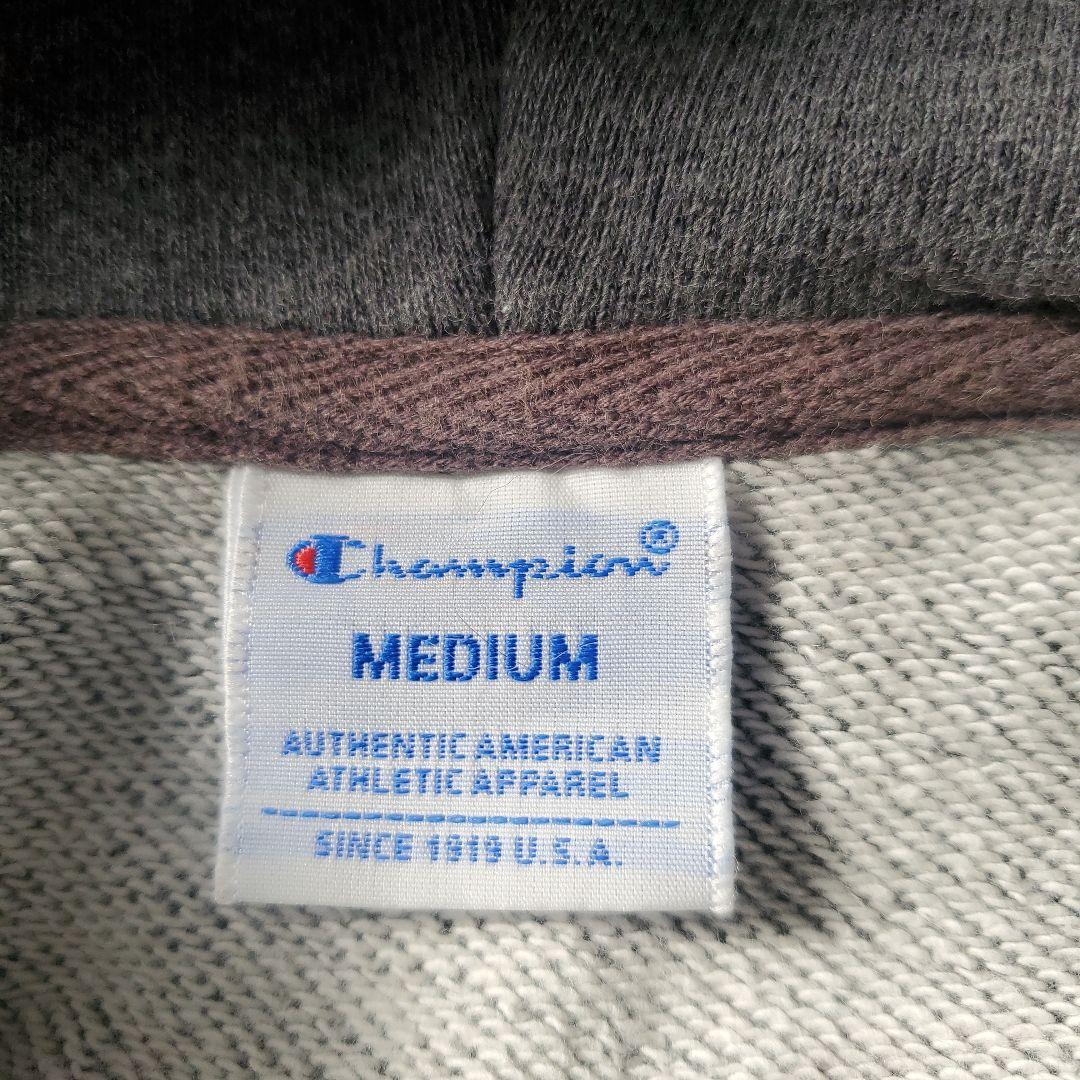 Champion®
MEDIUM
AUTHENTIC AMERICAN
ATHLETIC APPAREL
SINCE 1919 U.S.A.